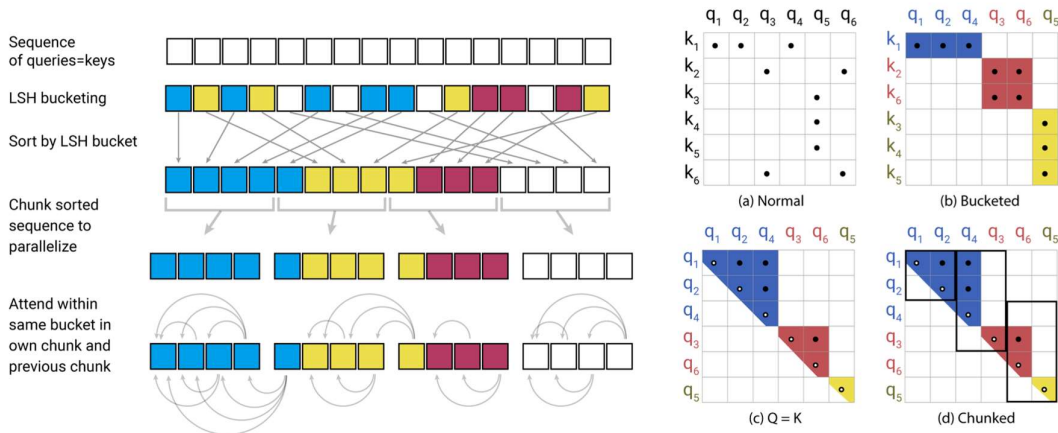 Sequence
of queries=keys
LSH bucketing
Sort by LSH bucket
Chunk sorted
sequence to
parallelize
Attend within
same bucket in
own chunk and
previous chunk
q1 q2 q3 q4 q5 q6
k1
k2
k3
k4
k5
k6
(a) Normal
q1 q2 q4 q3 q6 q5
k1
k2
k6
k3
k4
k5
(b) Bucketed
q1 q2 q4 q3 q6 q5
q1
q2
q4
q3
q6
q5
(c) Q = K
q1 q2 q4 q3 q6 q5
q1
q2
q4
q3
q6
q5
(d) Chunked